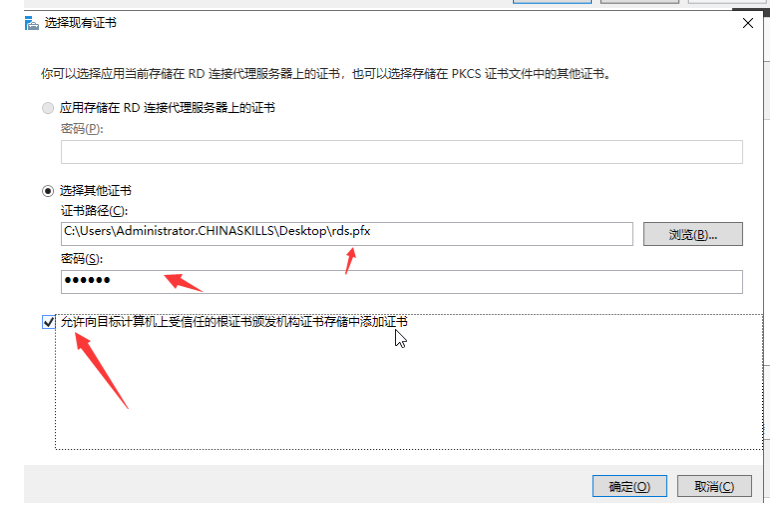 选择现有证书
你可以选择应用当前存储在 RD 连接代理服务器上的证书，也可以选择存储在 PKCS 证书文件中的其他证书。
应用存储在 RD 连接代理服务器上的证书
密码(P):
选择其他证书
证书路径(C):
C:\Users\Administrator.CHINASKILLS\Desktop\rds.pfx
浏览(B)...
密码(S):
●●●●●●
允许向目标计算机上受信任的根证书颁发机构证书存储中添加证书
确定(O)
取消(C)